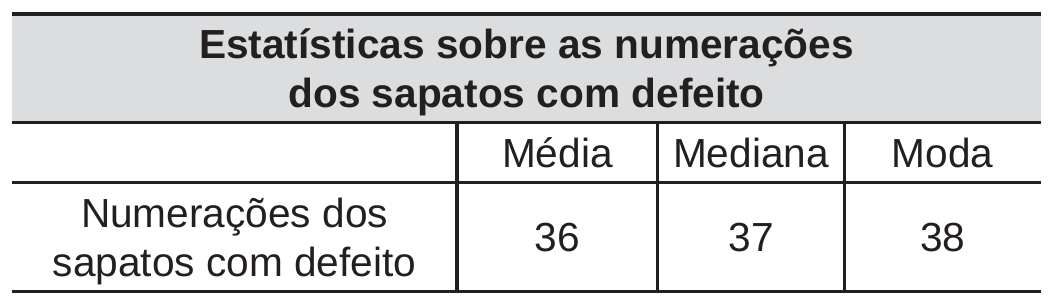 Estatísticas sobre as numerações
dos sapatos com defeito
Média Mediana Moda
Numerações dos
sapatos com defeito
36 37 38